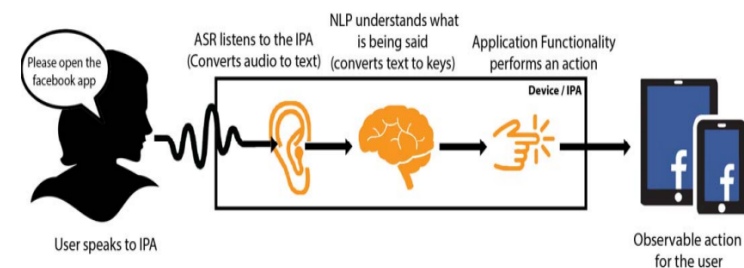 Please open the
facebook app
ASR listens to the IPA
(Converts audio to text)
NLP understands what
is being said
(converts text to keys)
Application Functionality
performs an action
Device / IPA
f
f
User speaks to IPA
Observable action
for the user